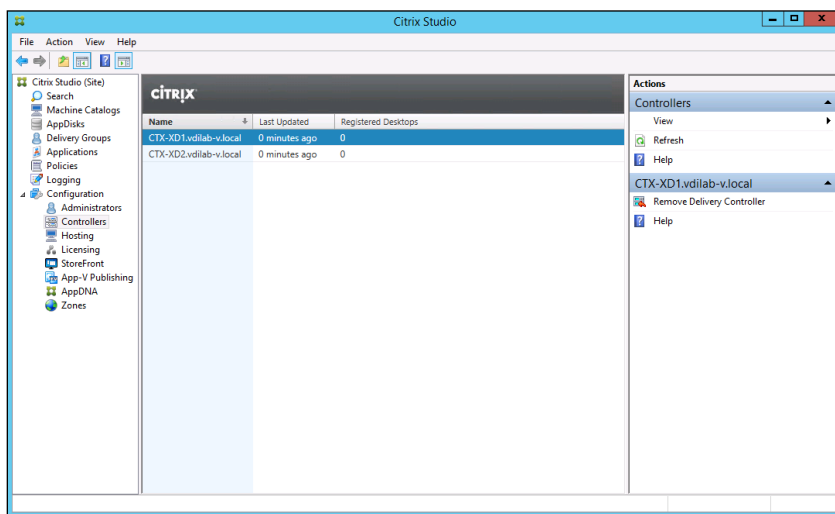 Citrix Studio
File Action View Help
Citrix Studio (Site)
Search
Machine Catalogs
AppDisks
Delivery Groups
Applications
Policies
Logging
Configuration
Administrators
Controllers
Hosting
Licensing
StoreFront
App-V Publishing
AppDNA
Zones
CİTRIX
Name Last Updated Registered Desktops
CTX-XD1.vdilab-v.local 0 minutes ago 0
CTX-XD2.vdilab-v.local 0 minutes ago 0
Actions
Controllers
View
Refresh
Help
CTX-XD1.vdilab-v.local
Remove Delivery Controller
Help